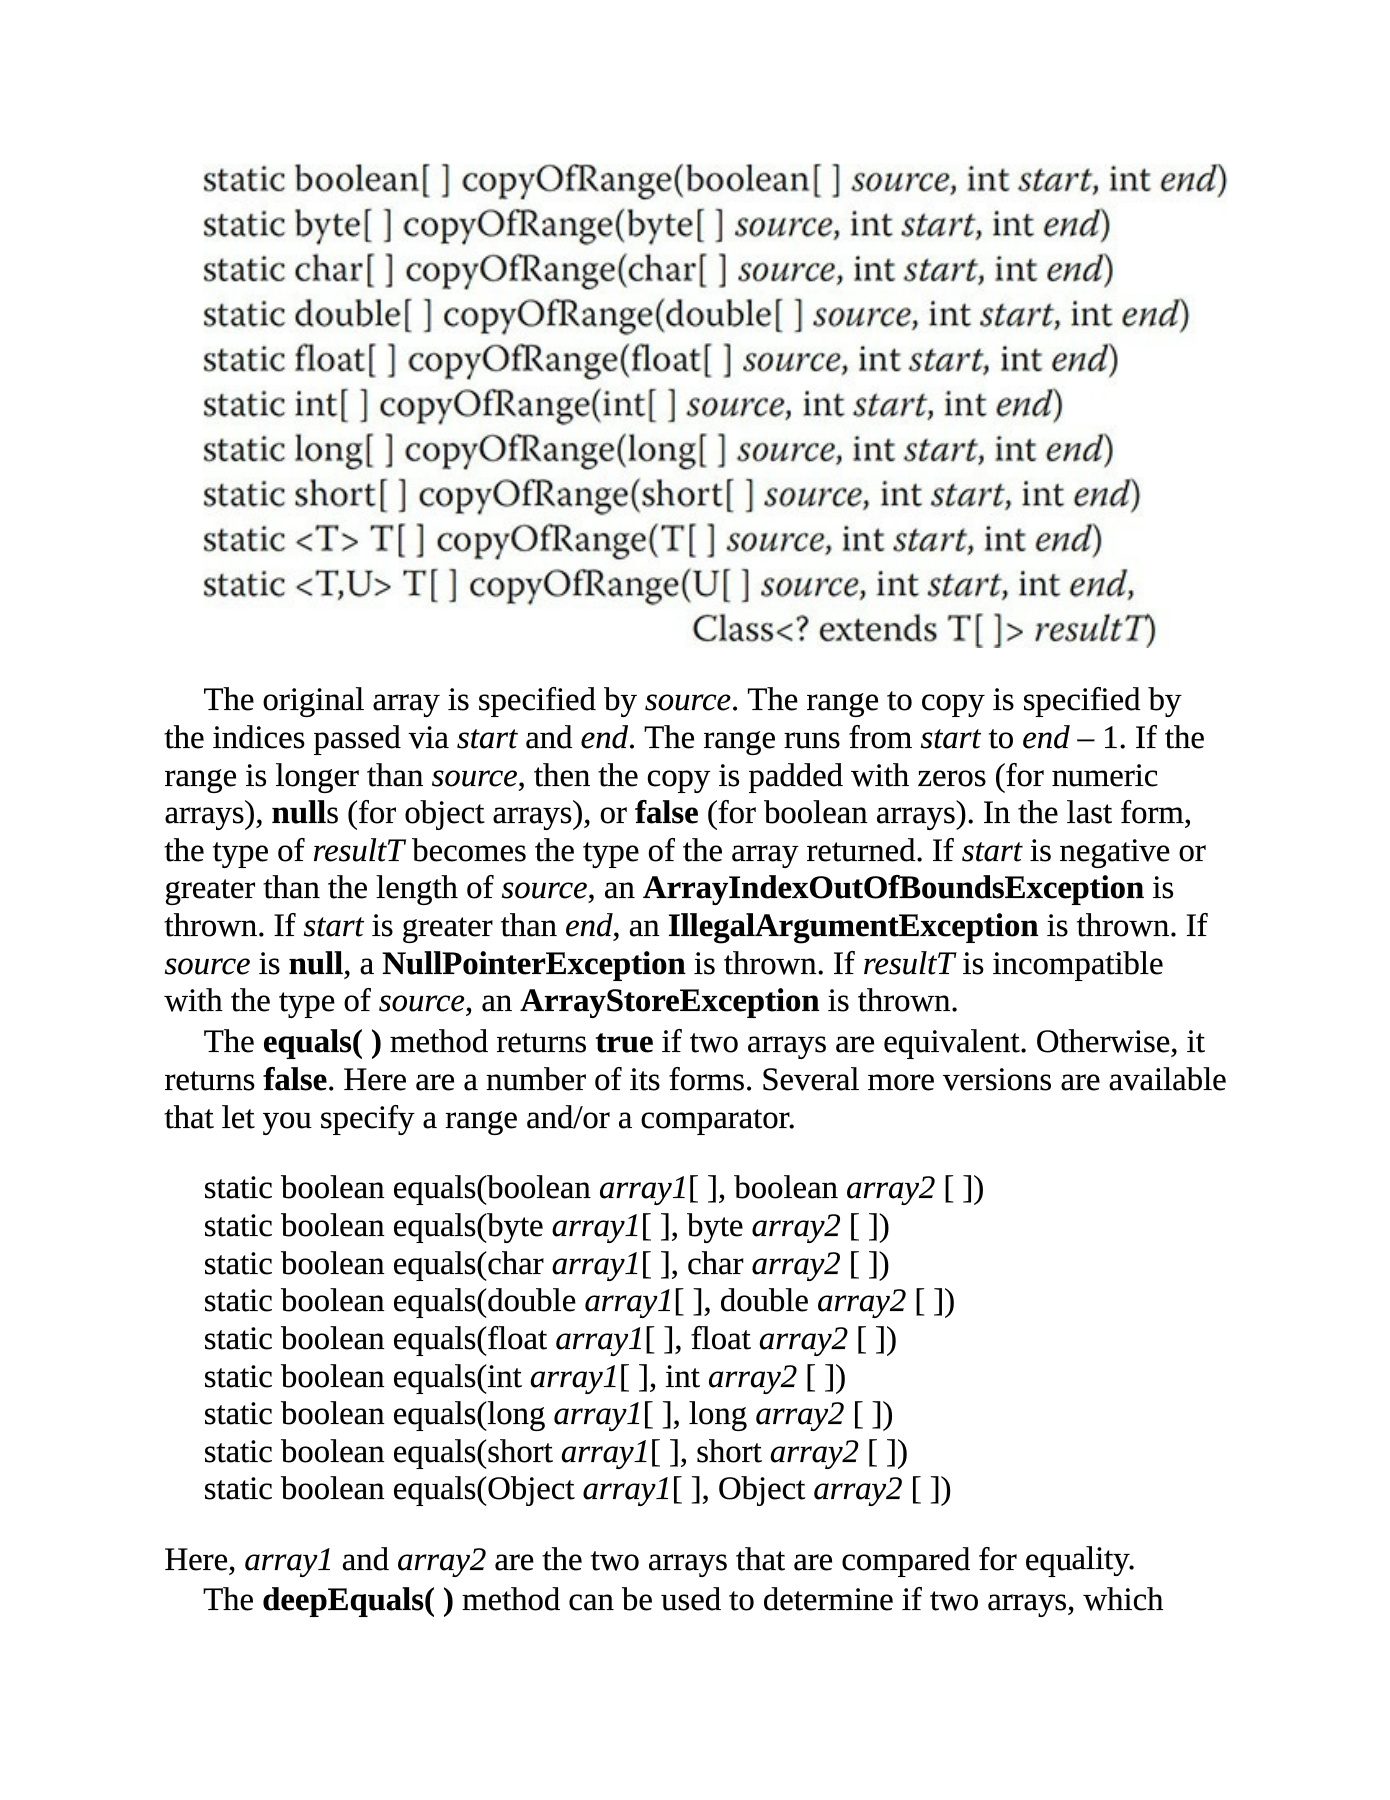 static boolean[ ] copyOfRange(boolean[ ] source, int start, int end)
static byte[ ] copyOfRange(byte[ ] source, int start, int end)
static char[ ] copyOfRange(char[ ] source, int start, int end)
static double[ ] copyOfRange(double[ ] source, int start, int end)
static float[ ] copyOfRange(float[ ] source, int start, int end)
static int[ ] copyOfRange(int[ ] source, int start, int end)
static long[ ] copyOfRange(long[ ] source, int start, int end)
static short[ ] copyOfRange(short[ ] source, int start, int end)
static <T> T[ ] copyOfRange(T[ ] source, int start, int end)
static <T,U> T[ ] copyOfRange(U[ ] source, int start, int end,
Class<? extends T[ ]> resultT)
The original array is specified by source. The range to copy is specified by
the indices passed via start and end. The range runs from start to end – 1. If the
range is longer than source, then the copy is padded with zeros (for numeric
arrays), nulls (for object arrays), or false (for boolean arrays). In the last form,
the type of resultT becomes the type of the array returned. If start is negative or
greater than the length of source, an ArrayIndexOutOfBoundsException is
thrown. If start is greater than end, an IllegalArgumentException is thrown. If
source is null, a NullPointerException is thrown. If resultT is incompatible
with the type of source, an ArrayStoreException is thrown.
The equals( ) method returns true if two arrays are equivalent. Otherwise, it
returns false. Here are a number of its forms. Several more versions are available
that let you specify a range and/or a comparator.
static boolean equals(boolean array1[ ], boolean array2 [ ])
static boolean equals(byte array1[ ], byte array2 [ ])
static boolean equals(char array1[ ], char array2 [ ])
static boolean equals(double array1[ ], double array2 [ ])
static boolean equals(float array1[ ], float array2 [ ])
static boolean equals(int array1[ ], int array2 [ ])
static boolean equals(long array1[ ], long array2 [ ])
static boolean equals(short array1[ ], short array2 [ ])
static boolean equals(Object array1[ ], Object array2 [ ])
Here, array1 and array2 are the two arrays that are compared for equality.
The deepEquals( ) method can be used to determine if two arrays, which